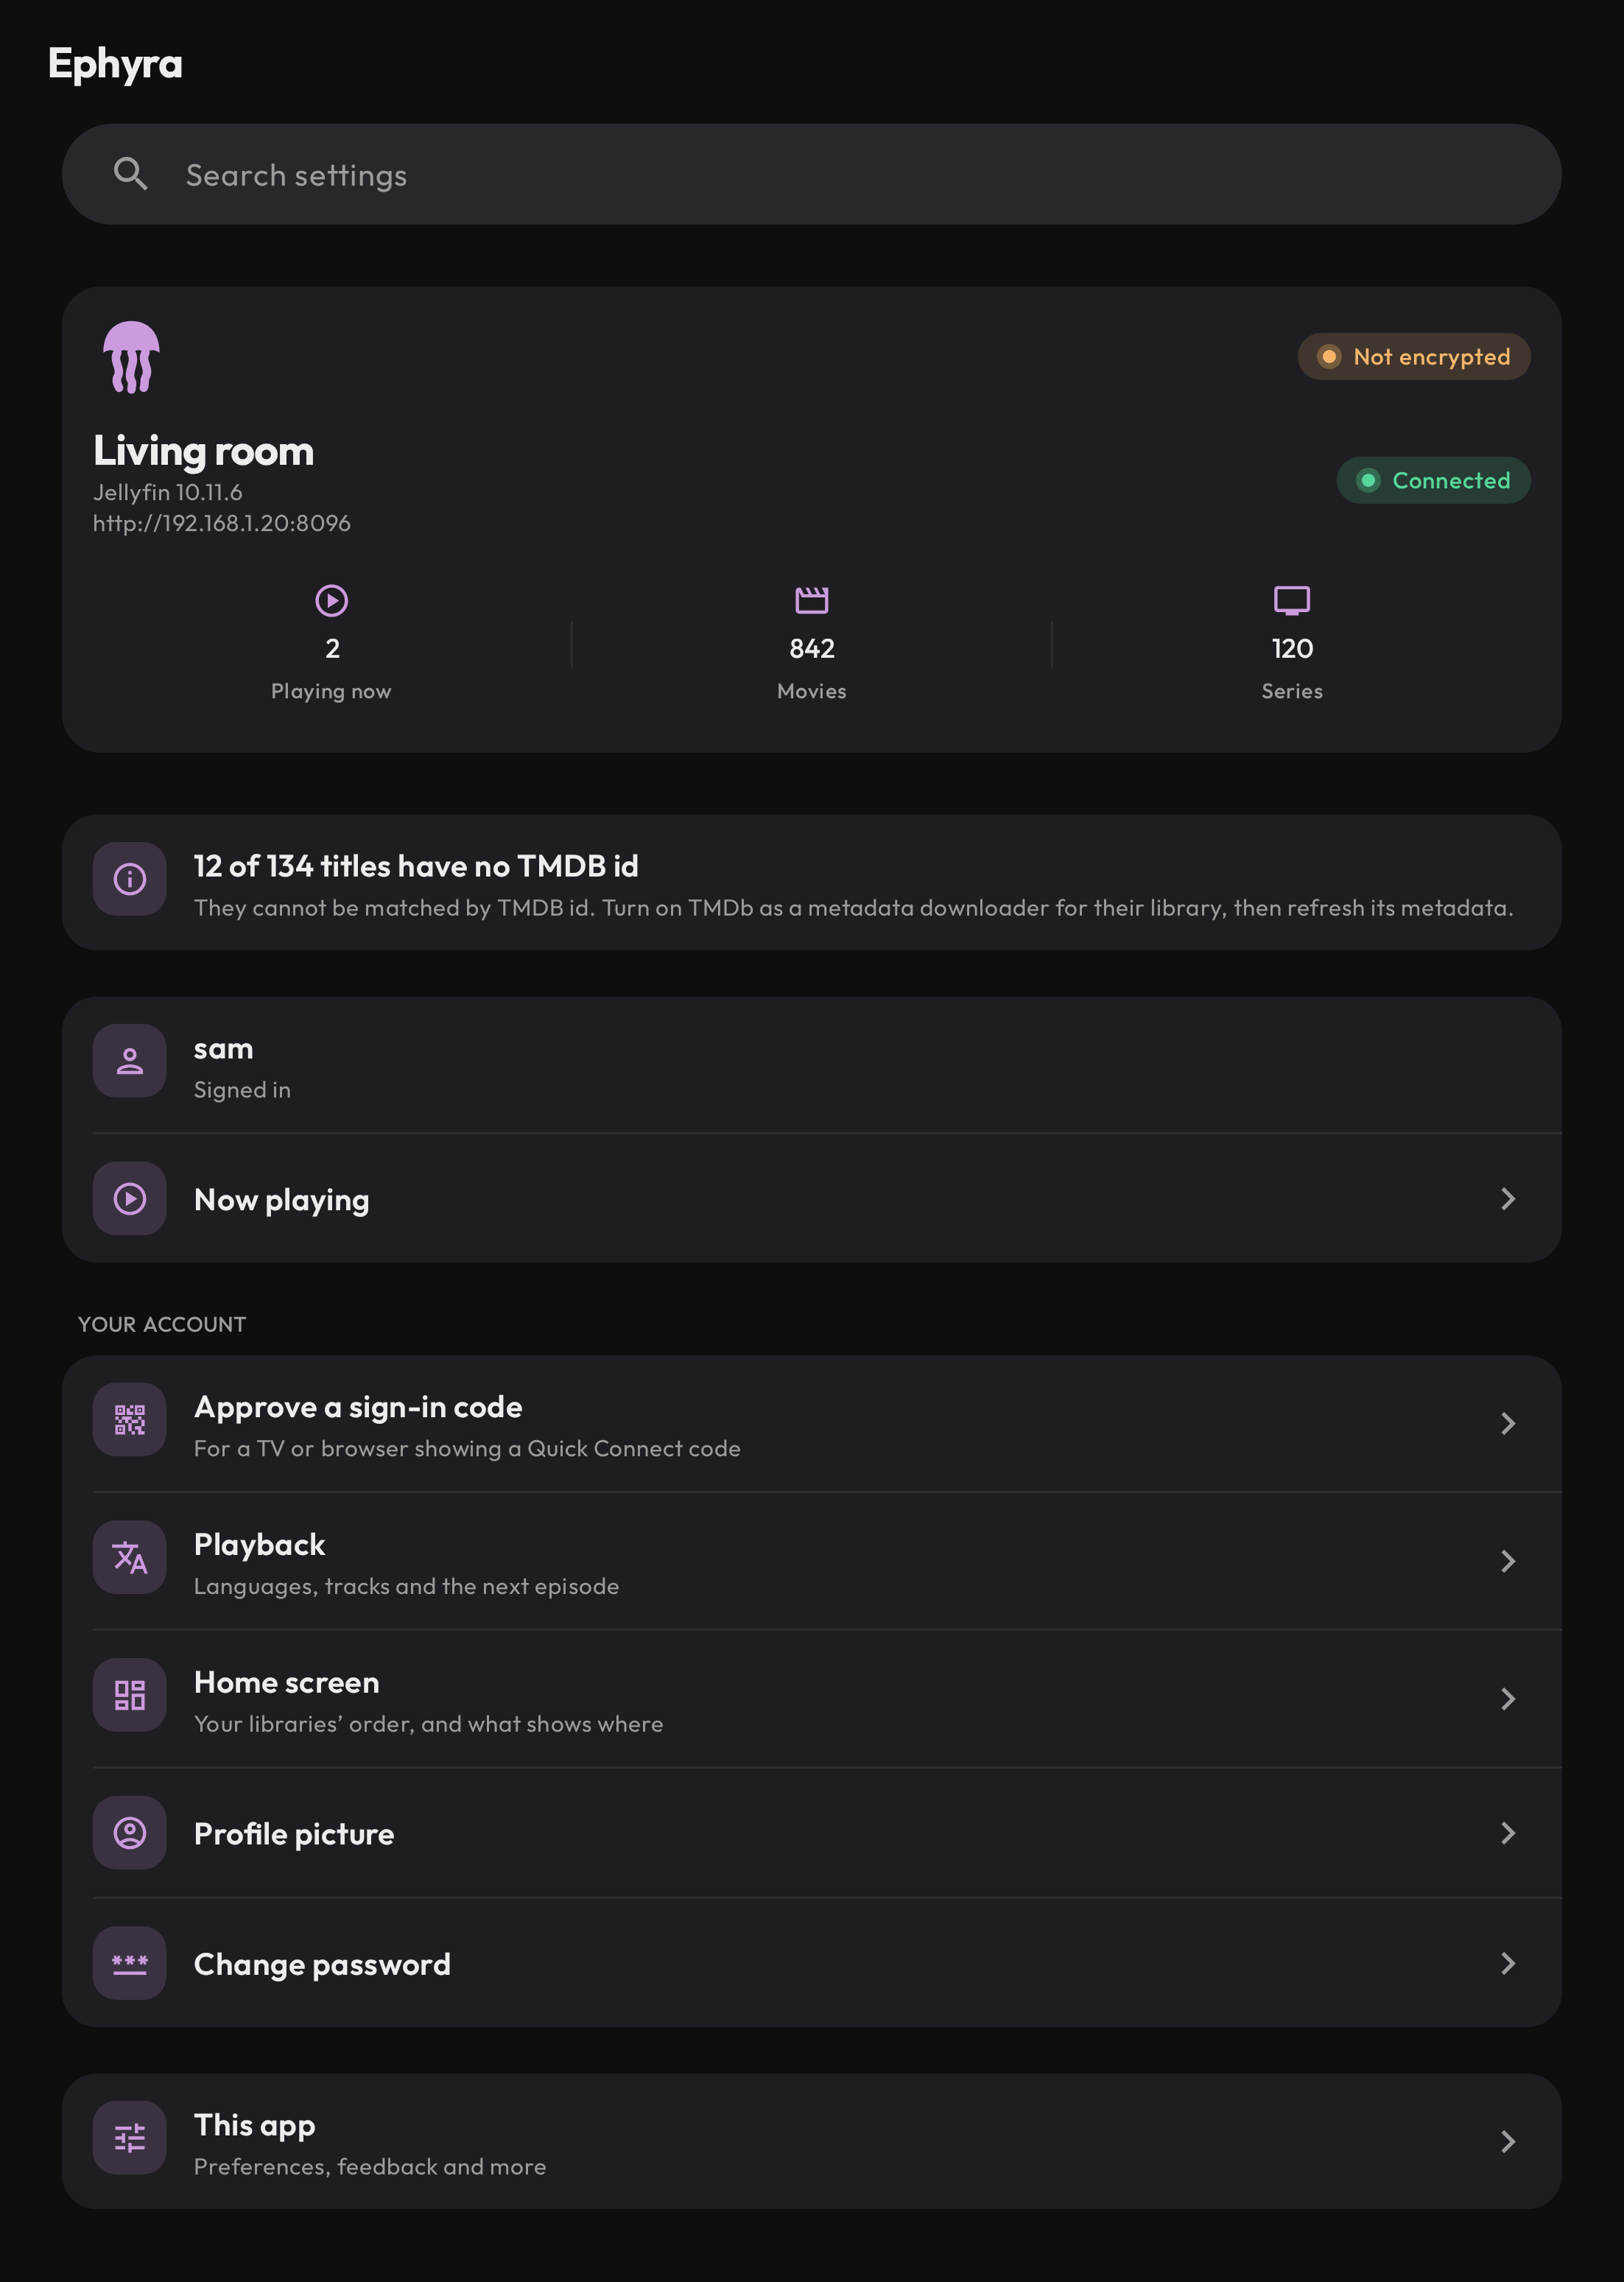 Ephyra
Search settings
Not encrypted
Living room
Jellyfin 10.11.6
http://192.168.1.20:8096
Connected
2
Playing now
842
Movies
120
Series
12 of 134 titles have no TMDB id
They cannot be matched by TMDB id. Turn on TMDb as a metadata downloader for their library, then refresh its metadata.
sam
Signed in
Now playing
YOUR ACCOUNT
Approve a sign-in code
For a TV or browser showing a Quick Connect code
Playback
Languages, tracks and the next episode
Home screen
Your libraries’ order, and what shows where
Profile picture
Change password
This app
Preferences, feedback and more